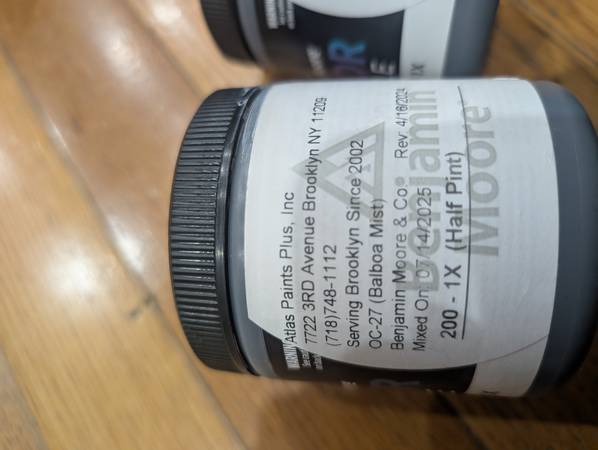 Atlas Paints Plus, Inc
7722 3RD Avenue Brooklyn NY 11209
(718)748-1112
Serving Brooklyn Since 2002
OC-27 (Balboa Mist)
Benjamin Moore & Co.® Rev 4/16/2024
Mixed On: 07/14/2025
200 - 1X (Half Pint)
Benjamin
Moore